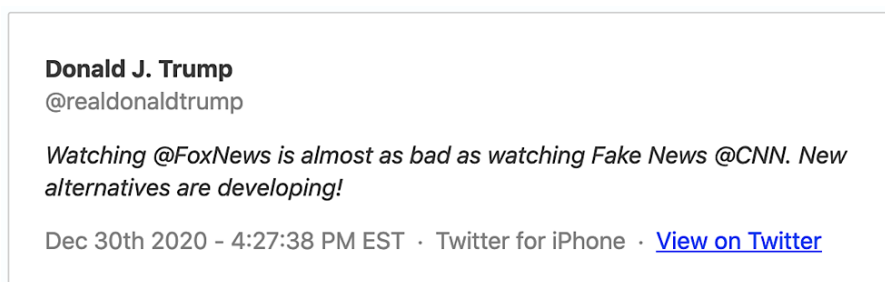 Donald J. Trump
@realdonaldtrump
Watching @FoxNews is almost as bad as watching Fake News @CNN. New
alternatives are developing!
Dec 30th 2020 - 4:27:38 PM EST · Twitter for iPhone · View on Twitter